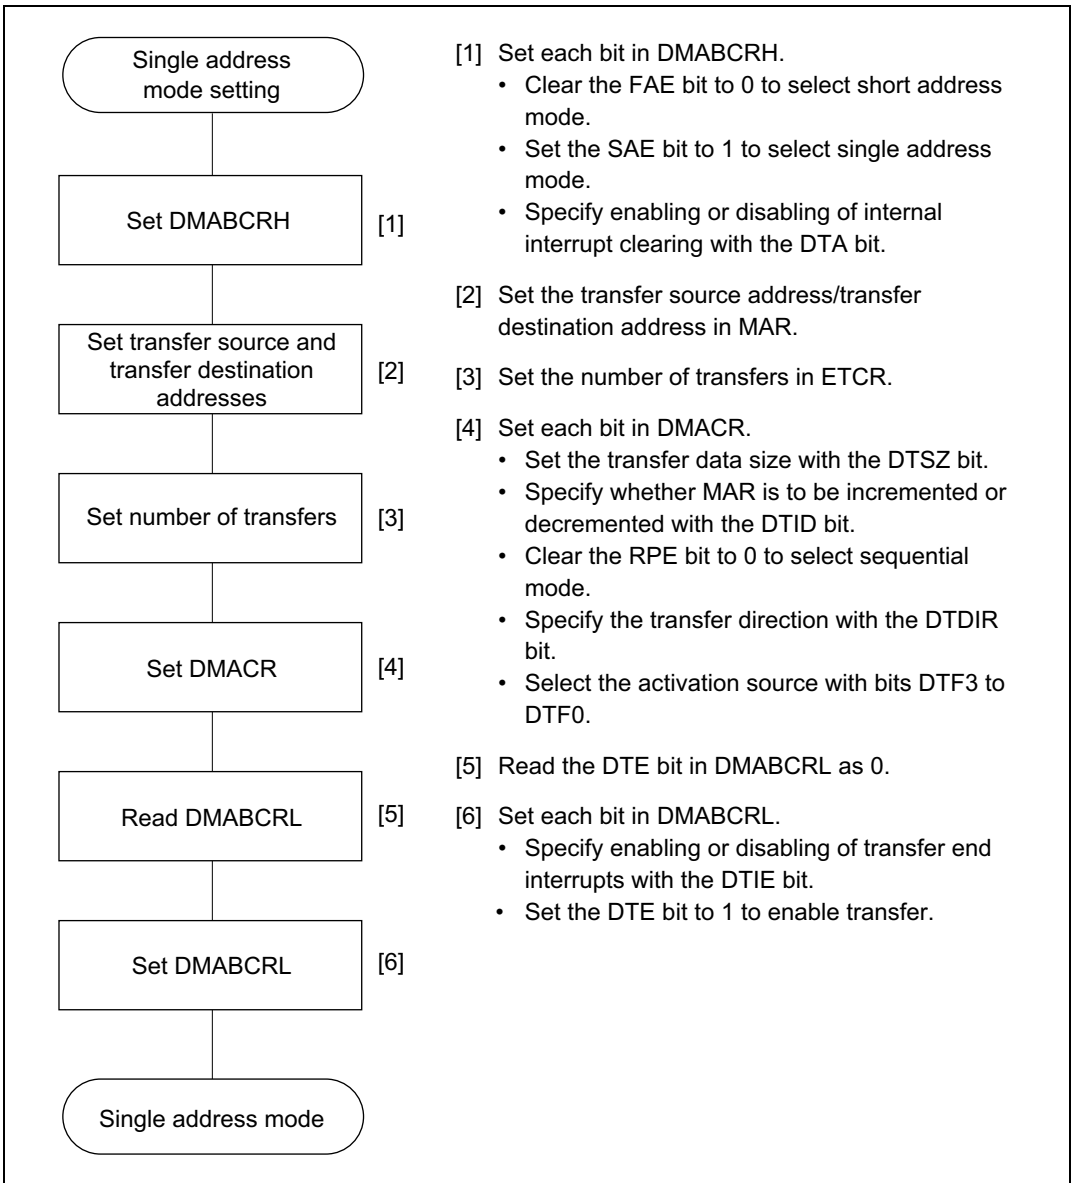 Single address
mode setting
Set DMABCRH
[1]
Set transfer source and
transfer destination
addresses
[2]
Set number of transfers
[3]
Set DMACR
[4]
Read DMABCRL
[5]
Set DMABCRL
[6]
Single address mode
[1] Set each bit in DMABCRH.
• Clear the FAE bit to 0 to select short address
mode.
• Set the SAE bit to 1 to select single address
mode.
• Specify enabling or disabling of internal
interrupt clearing with the DTA bit.
[2] Set the transfer source address/transfer
destination address in MAR.
[3] Set the number of transfers in ETCR.
[4] Set each bit in DMACR.
• Set the transfer data size with the DTSZ bit.
• Specify whether MAR is to be incremented or
decremented with the DTID bit.
• Clear the RPE bit to 0 to select sequential
mode.
• Specify the transfer direction with the DTDIR
bit.
• Select the activation source with bits DTF3 to
DTF0.
[5] Read the DTE bit in DMABCRL as 0.
[6] Set each bit in DMABCRL.
• Specify enabling or disabling of transfer end
interrupts with the DTIE bit.
• Set the DTE bit to 1 to enable transfer.